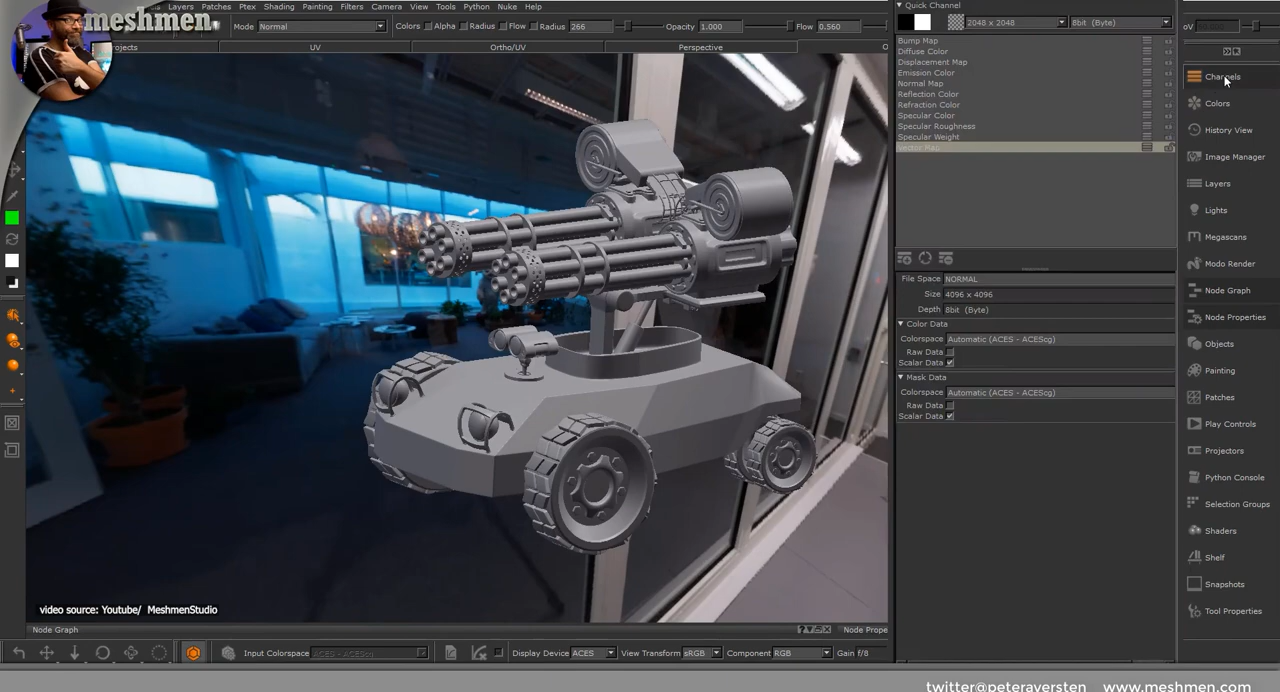 meshmen.
Layers Patches Ptex Shading Painting Filters Camera View Tools Python Nuke Help
Mode Normal Colors Alpha Radius Flow Radius 266 Opacity 1.000 Flow 0.560
UV Ortho/UV Perspective
Quick Channel
2048 x 2048 8bit (Byte)
Bump Map
Diffuse Color
Displacement Map
Emission Color
Normal Map
Reflection Color
Refraction Color
Specular Color
Specular Roughness
Specular Weight
Vector Map
File Space NORMAL
Size 4096 x 4096
Depth 8bit (Byte)
Color Data
Colorspace Automatic (ACES - ACEScg)
Raw Data
Scalar Data
Mask Data
Colorspace Automatic (ACES - ACEScg)
Raw Data
Scalar Data
Channels
Colors
History View
Image Manager
Layers
Lights
Megascans
Modo Render
Node Graph
Node Properties
Objects
Painting
Patches
Play Controls
Projectors
Python Console
Selection Groups
Shaders
Shelf
Snapshots
Tool Properties
video source: Youtube/ MeshmenStudio
Node Graph Node Prope
Input Colorspace ACES - ACEScg Display Device ACES View Transform sRGB Component RGB Gain f/8
twitter@peteraversten www.meshmen.com